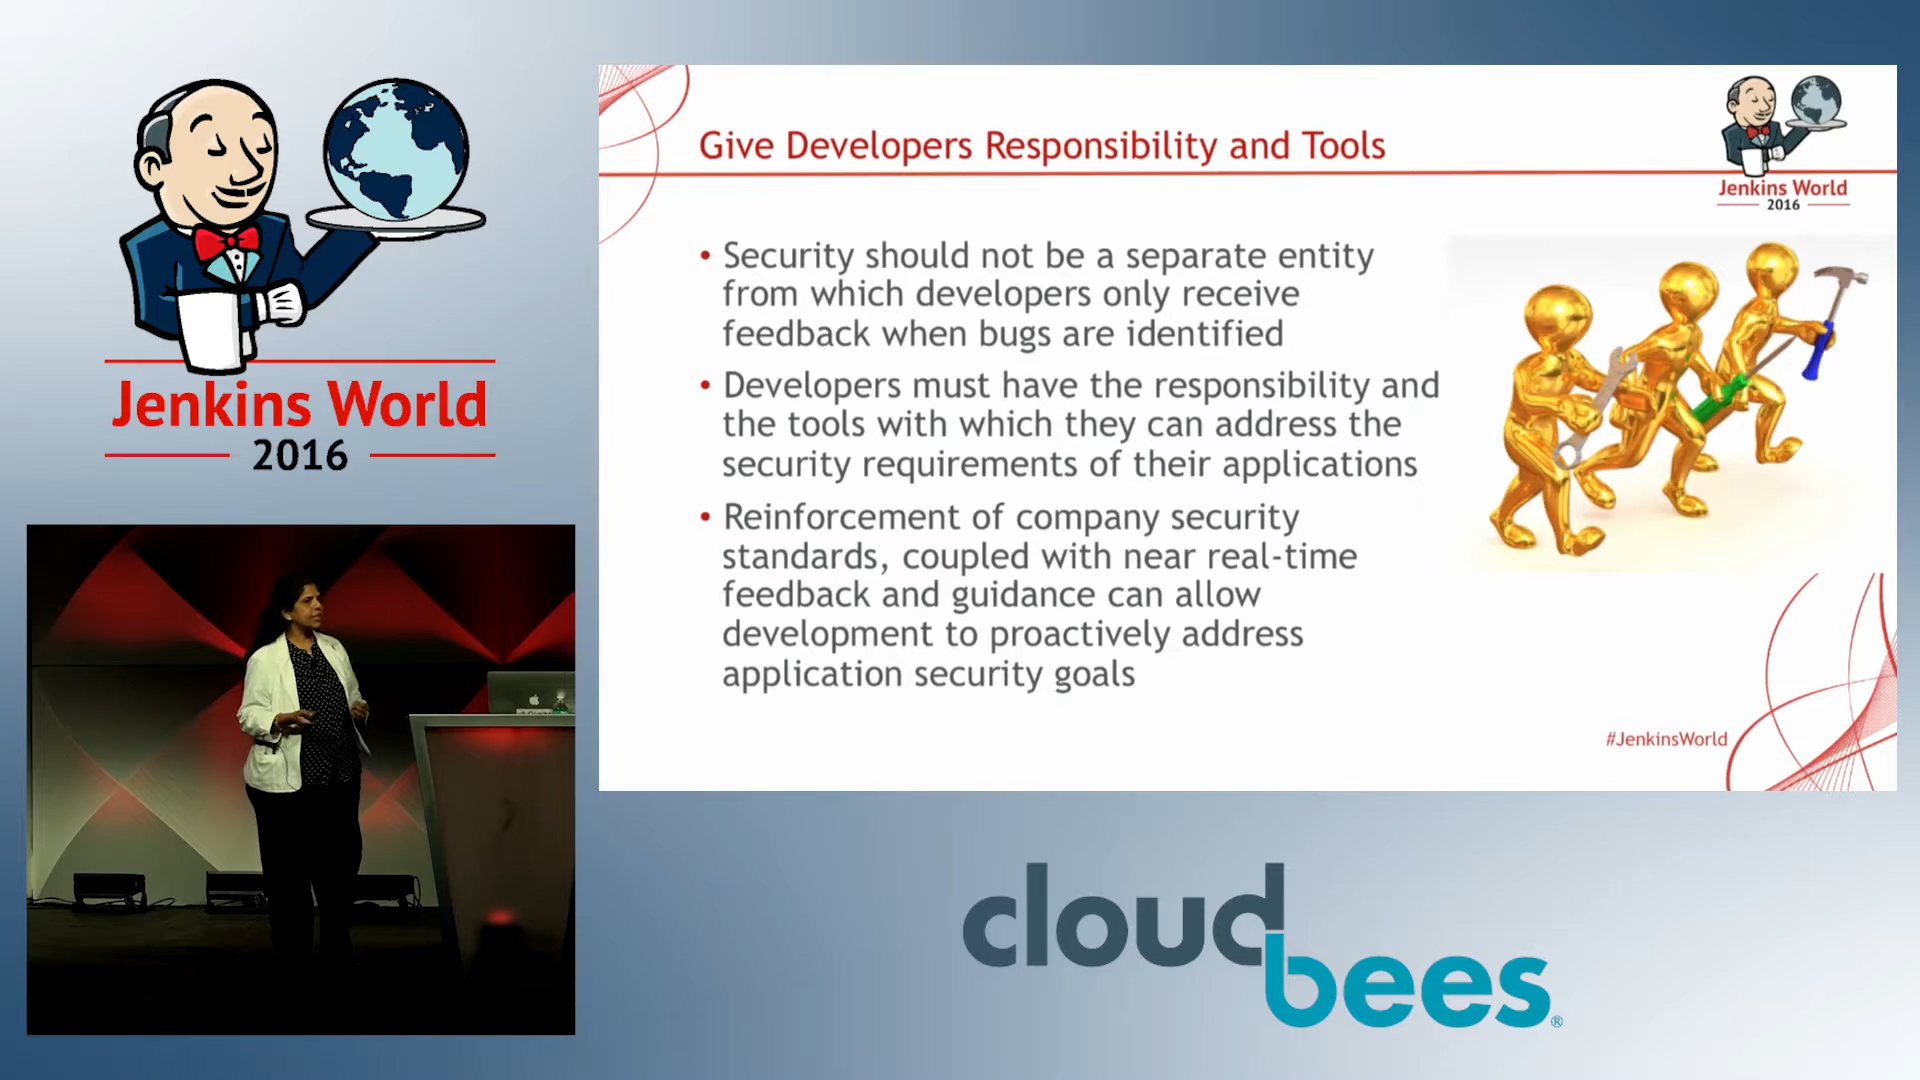 Jenkins World
2016
Give Developers Responsibility and Tools
Jenkins World
2016
• Security should not be a separate entity
from which developers only receive
feedback when bugs are identified
• Developers must have the responsibility and
the tools with which they can address the
security requirements of their applications
• Reinforcement of company security
standards, coupled with near real-time
feedback and guidance can allow
development to proactively address
application security goals
#JenkinsWorld
cloud
bees®